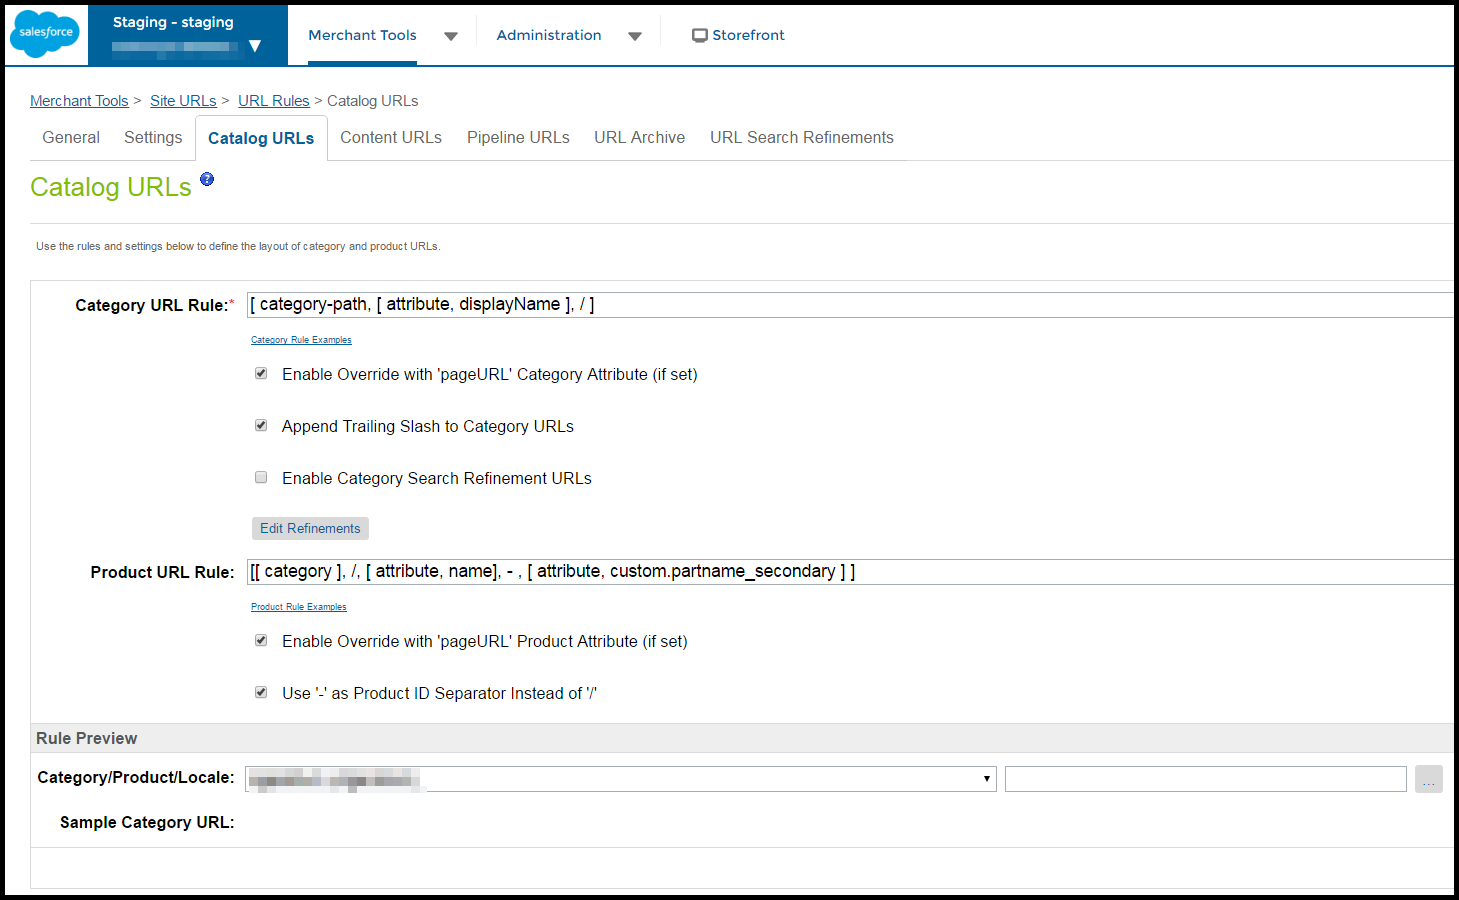 salesforce
Staging - staging
Merchant Tools
Administration
Storefront
Merchant Tools > Site URLs > URL Rules > Catalog URLs
General Settings Catalog URLs Content URLs Pipeline URLs URL Archive URL Search Refinements
Catalog URLs ?
Use the rules and settings below to define the layout of category and product URLs.
Category URL Rule:* [ category-path, [ attribute, displayName ], / ]
Category Rule Examples
Enable Override with 'pageURL' Category Attribute (if set)
Append Trailing Slash to Category URLs
Enable Category Search Refinement URLs
Edit Refinements
Product URL Rule: [[ category ], /, [ attribute, name], - , [ attribute, custom.partname_secondary ] ]
Product Rule Examples
Enable Override with 'pageURL' Product Attribute (if set)
Use '-' as Product ID Separator Instead of '/'
Rule Preview
Category/Product/Locale:
...
Sample Category URL: